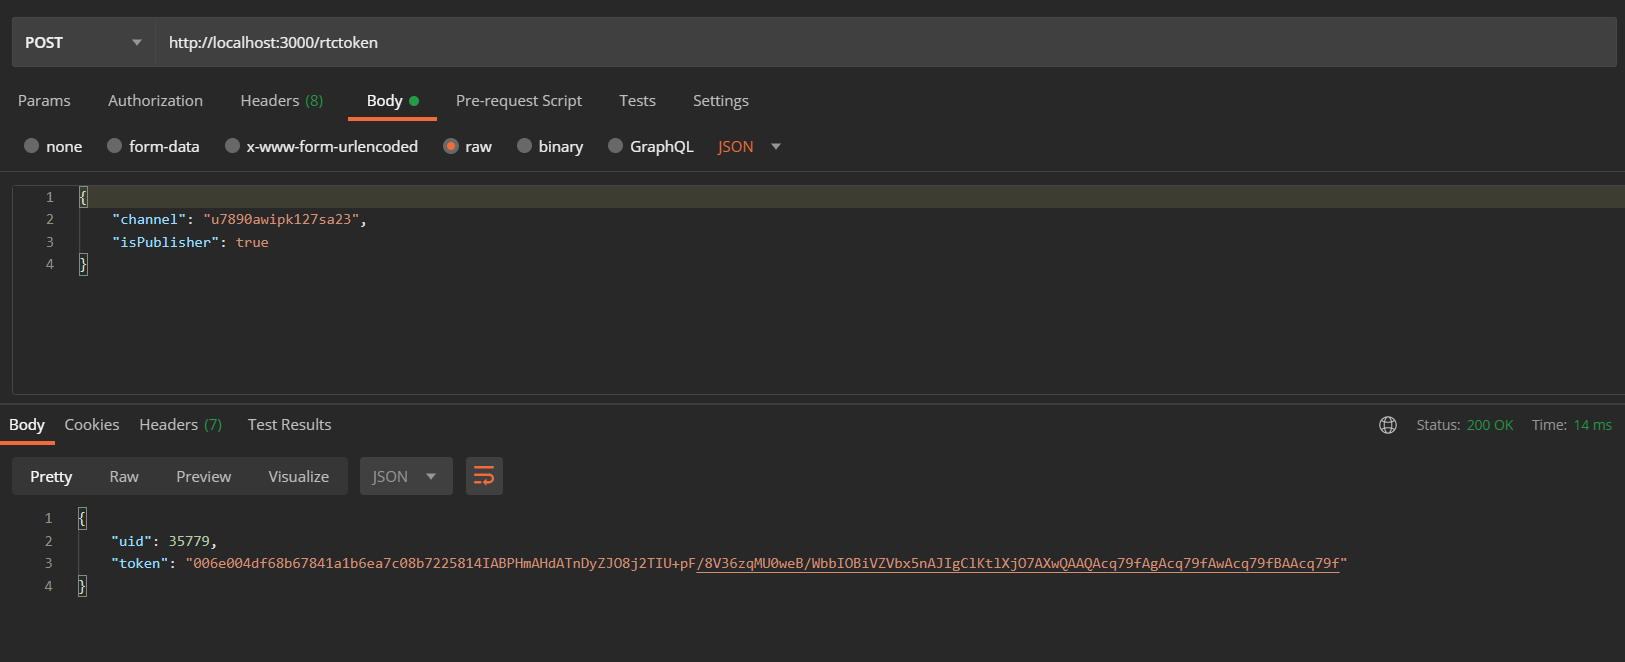 POST http://localhost:3000/rtctoken
Params Authorization Headers (8) Body Pre-request Script Tests Settings
none form-data x-www-form-urlencoded raw binary GraphQL JSON
1 {
2 "channel": "u7890awipk127sa23",
3 "isPublisher": true
4 }
Body Cookies Headers (7) Test Results Status: 200 OK Time: 14 ms
Pretty Raw Preview Visualize JSON
1 {
2 "uid": 35779,
3 "token": "006e004df68b67841a1b6ea7c08b7225814IABPHmAHdATnDyZJO8j2TIU+pF/8V36zqMU0weB/WbbIOBiVZVbx5nAJIgClKtlXjO7AXwQAAQAcq79fAgAcq79fAwAcq79fBAAcq79f"
4 }